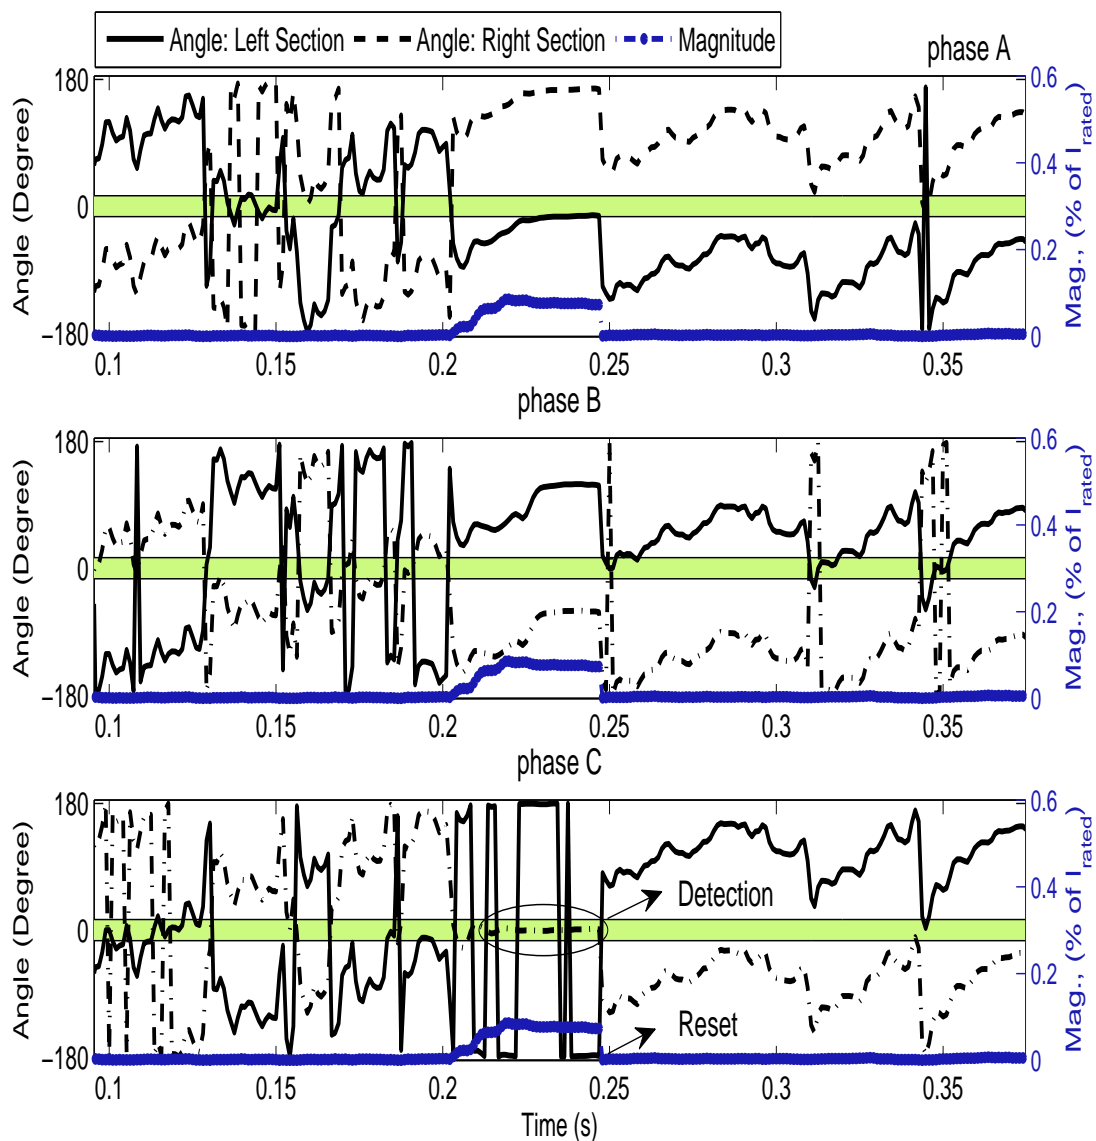 Angle: Left Section Angle: Right Section Magnitude
phase A
180 0.6
0.4
0
0.2
−180 0
Angle (Degree)
Mag., (% of I_rated)
0.1 0.15 0.2 0.25 0.3 0.35
phase B
180 0.6
0.4
0
0.2
−180 0
Angle (Degree)
Mag., (% of I_rated)
0.1 0.15 0.2 0.25 0.3 0.35
phase C
180 0.6
0.4
Detection
0
0.2
Reset
−180 0
Angle (Degree)
Mag., (% of I_rated)
0.1 0.15 0.2 0.25 0.3 0.35
Time (s)